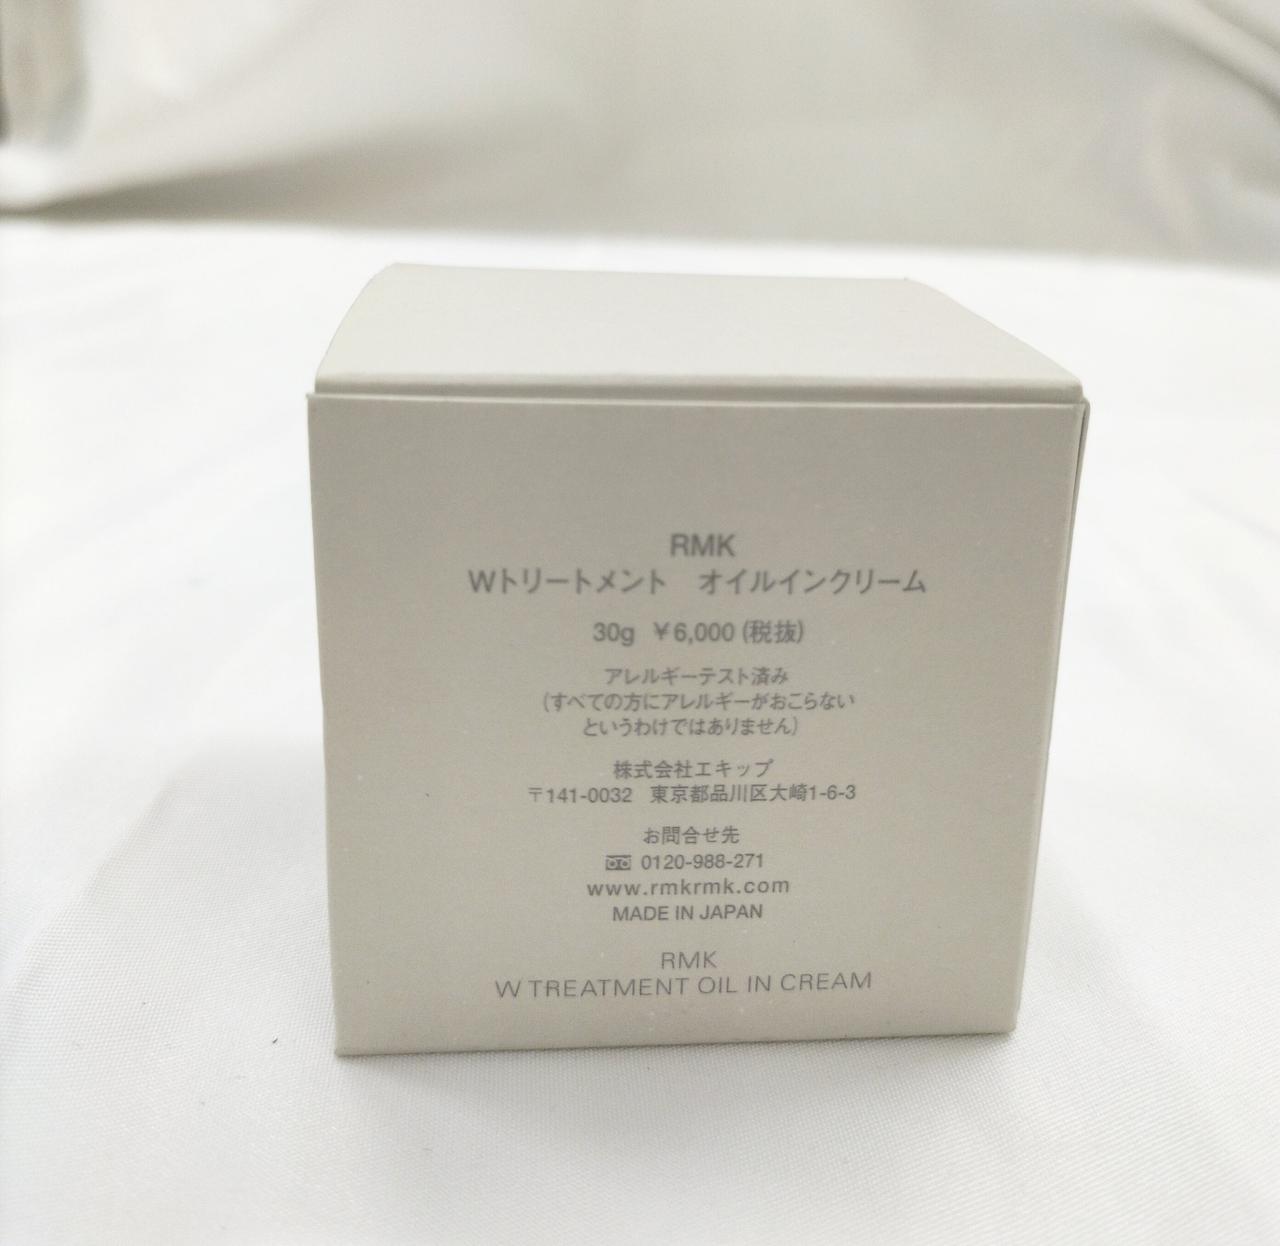 RMK
Wトリートメント　オイルインクリーム
30g ￥6,000 (税抜)
アレルギーテスト済み
(すべての方にアレルギーがおこらない
というわけではありません)
株式会社エキップ
〒141-0032 東京都品川区大崎1-6-3
お問合せ先
0120-988-271
www.rmkrmk.com
MADE IN JAPAN
RMK
W TREATMENT OIL IN CREAM